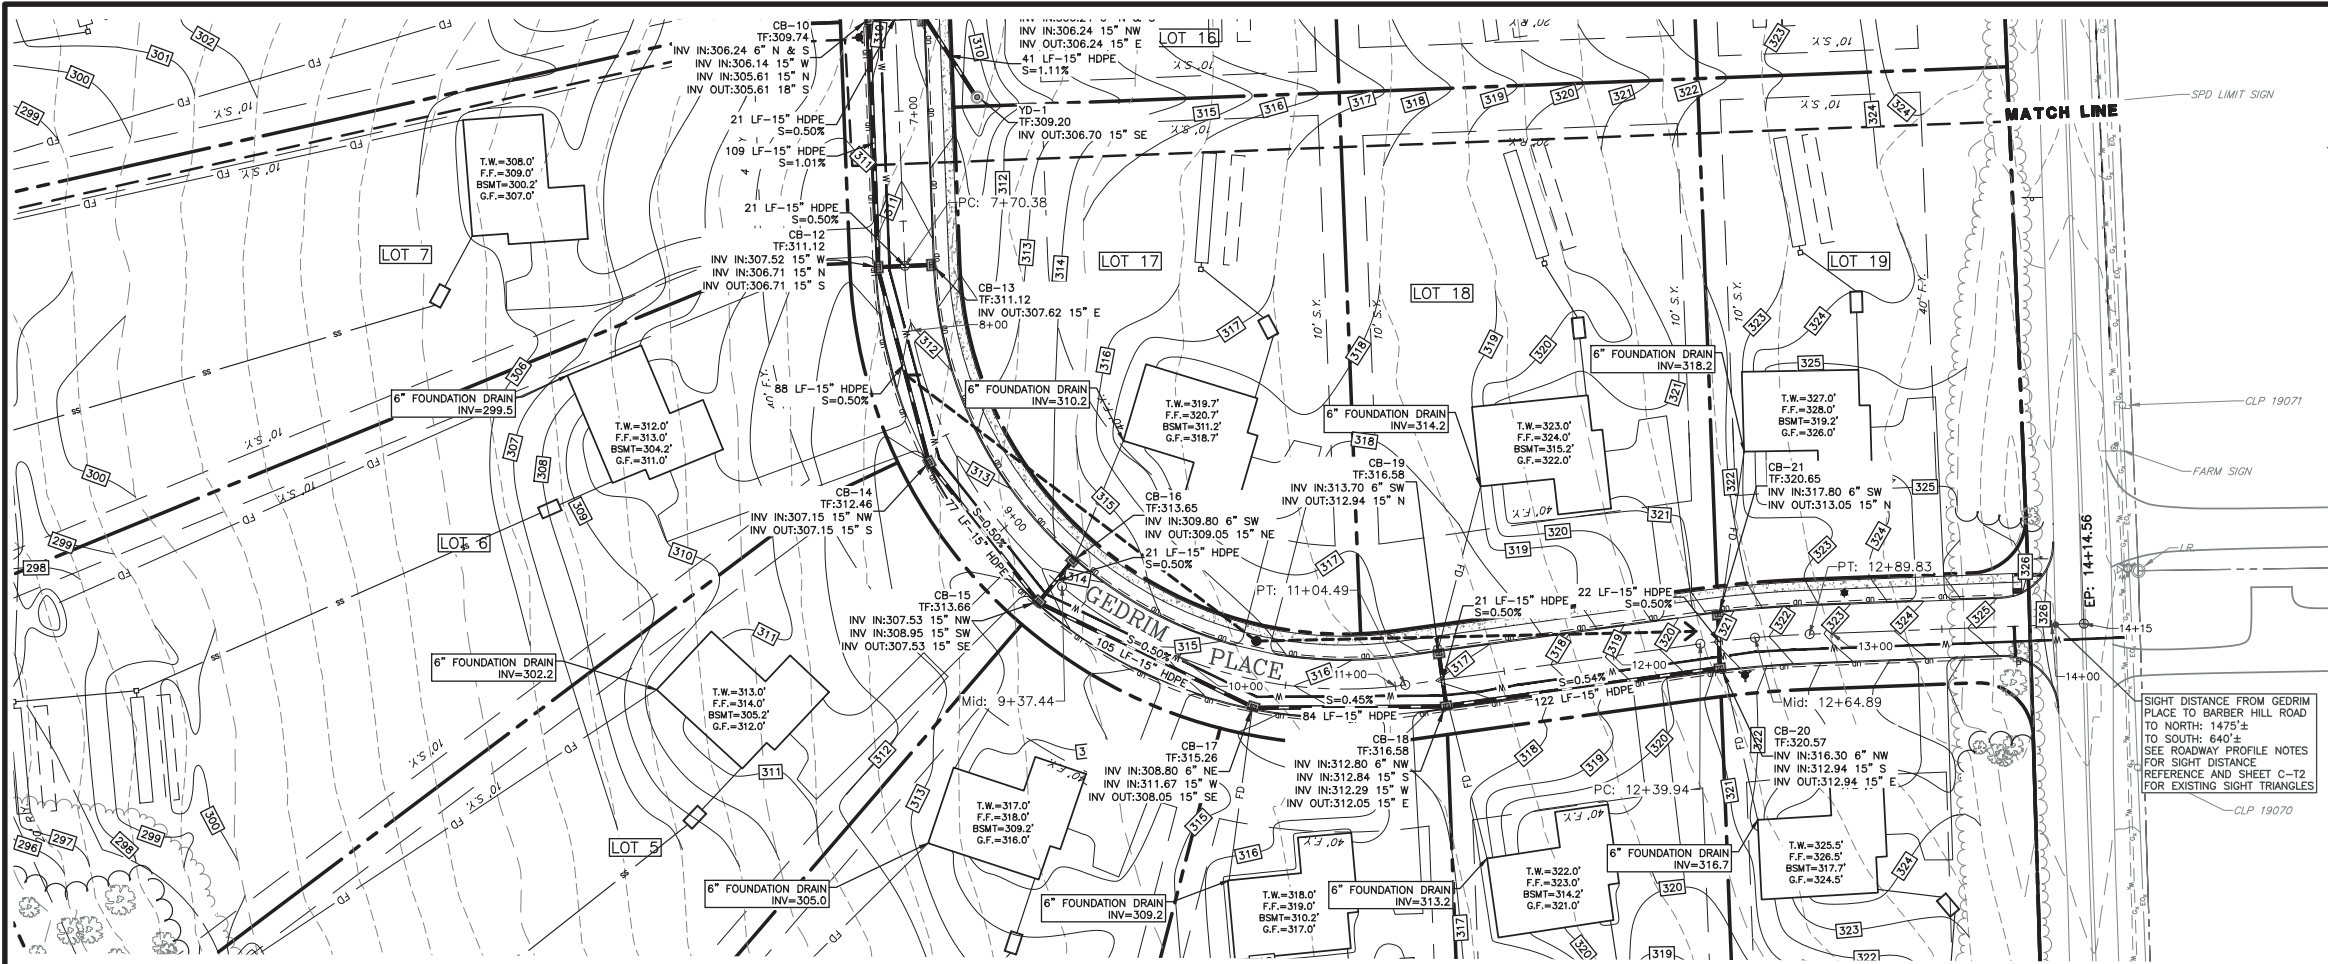 CB-10
TF:309.74
INV IN:306.24 6" N & S
INV IN:306.14 15" W
INV IN:305.61 15" N
INV OUT:305.61 18" S
21 LF-15" HDPE
S=0.50%
109 LF-15" HDPE
S=1.01%
21 LF-15" HDPE
S=0.50%
CB-12
TF:311.12
INV IN:307.52 15" W
INV IN:306.71 15" N
INV OUT:306.71 15" S
INV IN:306.24 15" NW
INV OUT:306.24 15" E
41 LF-15" HDPE
S=1.11%
YD-1
TF:309.20
INV OUT:306.70 15" SE
LOT 16
MATCH LINE
SPD LIMIT SIGN
7+00
PC: 7+70.38
CB-13
TF:311.12
INV OUT:307.62 15" E
8+00
T.W.=308.0'
F.F.=309.0'
BSMT=300.2'
G.F.=307.0'
LOT 7
LOT 17
LOT 18
LOT 19
88 LF-15" HDPE
S=0.50%
6" FOUNDATION DRAIN
INV=299.5
T.W.=312.0'
F.F.=313.0'
BSMT=304.2'
G.F.=311.0'
6" FOUNDATION DRAIN
INV=310.2
T.W.=319.7'
F.F.=320.7'
BSMT=311.2'
G.F.=318.7'
6" FOUNDATION DRAIN
INV=314.2
T.W.=323.0'
F.F.=324.0'
BSMT=315.2'
G.F.=322.0'
6" FOUNDATION DRAIN
INV=318.2
T.W.=327.0'
F.F.=328.0'
BSMT=319.2'
G.F.=326.0'
CLP 19071
FARM SIGN
CB-14
TF:312.46
INV IN:307.15 15" NW
INV OUT:307.15 15" S
S=0.50%
77 LF-15" HDPE
9+00
CB-16
TF:313.65
INV IN:309.80 6" SW
INV OUT:309.05 15" NE
21 LF-15" HDPE
S=0.50%
CB-19
TF:316.58
INV IN:313.70 6" SW
INV OUT:312.94 15" N
CB-21
TF:320.65
INV IN:317.80 6" SW
INV OUT:313.05 15" N
LOT 6
I.R.
EP: 14+14.56
PT: 12+89.83
PT: 11+04.49
21 LF-15" HDPE
S=0.50%
22 LF-15" HDPE
S=0.50%
CB-15
TF:313.66
INV IN:307.53 15" NW
INV IN:308.95 15" SW
INV OUT:307.53 15" SE
GEDRIM PLACE
S=0.50%
105 LF-15" HDPE
10+00
11+00
12+00
13+00
14+00
14+15
S=0.45%
84 LF-15" HDPE
S=0.54%
122 LF-15" HDPE
Mid: 9+37.44
Mid: 12+64.89
6" FOUNDATION DRAIN
INV=302.2
T.W.=313.0'
F.F.=314.0'
BSMT=305.2'
G.F.=312.0'
CB-17
TF:315.26
INV IN:308.80 6" NE
INV IN:311.67 15" W
INV OUT:308.05 15" SE
CB-18
TF:316.58
INV IN:312.80 6" NW
INV IN:312.84 15" S
INV IN:312.29 15" W
INV OUT:312.05 15" E
PC: 12+39.94
CB-20
TF:320.57
INV IN:316.30 6" NW
INV IN:312.94 15" S
INV OUT:312.94 15" E
SIGHT DISTANCE FROM GEDRIM
PLACE TO BARBER HILL ROAD
TO NORTH: 1475'±
TO SOUTH: 640'±
SEE ROADWAY PROFILE NOTES
FOR SIGHT DISTANCE
REFERENCE AND SHEET C-T2
FOR EXISTING SIGHT TRIANGLES
CLP 19070
LOT 5
T.W.=317.0'
F.F.=318.0'
BSMT=309.2'
G.F.=316.0'
6" FOUNDATION DRAIN
INV=305.0
6" FOUNDATION DRAIN
INV=309.2
T.W.=318.0'
F.F.=319.0'
BSMT=310.2'
G.F.=317.0'
6" FOUNDATION DRAIN
INV=313.2
T.W.=322.0'
F.F.=323.0'
BSMT=314.2'
G.F.=321.0'
6" FOUNDATION DRAIN
INV=316.7
T.W.=325.5'
F.F.=326.5'
BSMT=317.7'
G.F.=324.5'